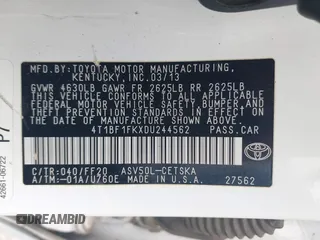 MFD. BY:
TOYOTA MOTOR MANUFACTURING,
KENTUCKY, INC. 03/13
GVWR 4630LB GAWR FR 2625LB RR 2625LB
THIS VEHICLE CONFORMS TO ALL APPLICABLE
FEDERAL MOTOR VEHICLE SAFETY, BUMPER, AND
THEFT PREVENTION STANDARDS IN EFFECT ON
THE DATE OF MANUFACTURE SHOWN ABOVE.
4T1BF1FKXDU244562 PASS.CAR
C/TR:040/FF20 ASV50L-CETSKA
A/TM:-01A/U760E MADE IN U.S.A.
27562
42661-06722
P/
© DREAMBID